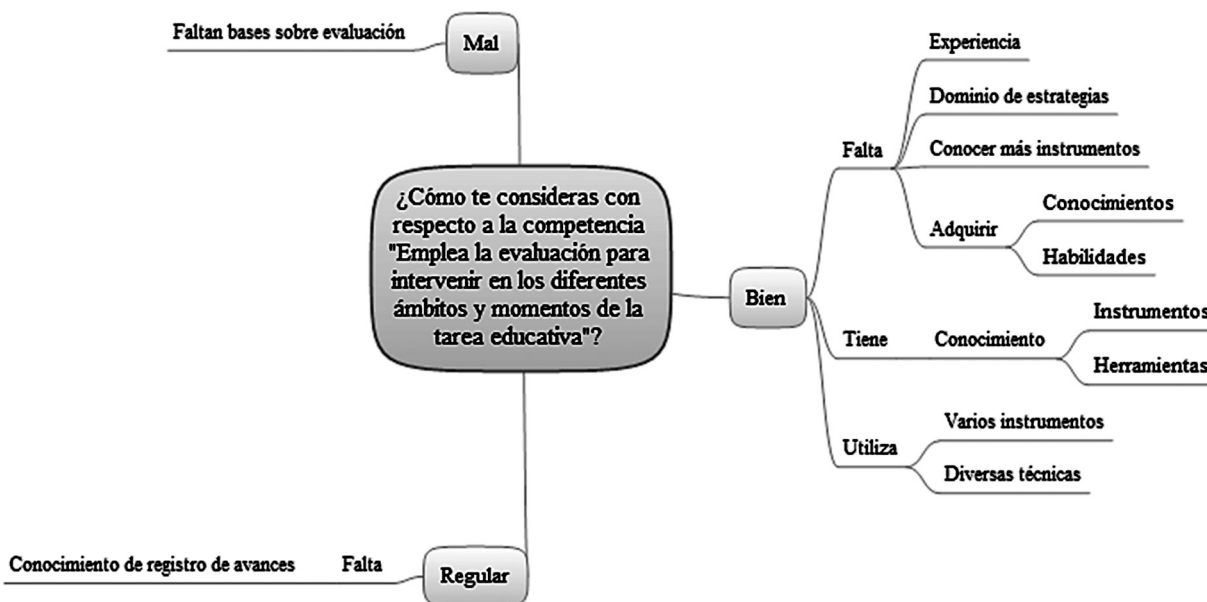 Faltan bases sobre evaluación
Mal
¿Cómo te consideras con
respecto a la competencia
"Emplea la evaluación para
intervenir en los diferentes
ámbitos y momentos de la
tarea educativa"?
Bien
Falta
Experiencia
Dominio de estrategias
Conocer más instrumentos
Adquirir
Conocimientos
Habilidades
Tiene
Conocimiento
Instrumentos
Herramientas
Utiliza
Varios instrumentos
Diversas técnicas
Conocimiento de registro de avances
Falta
Regular